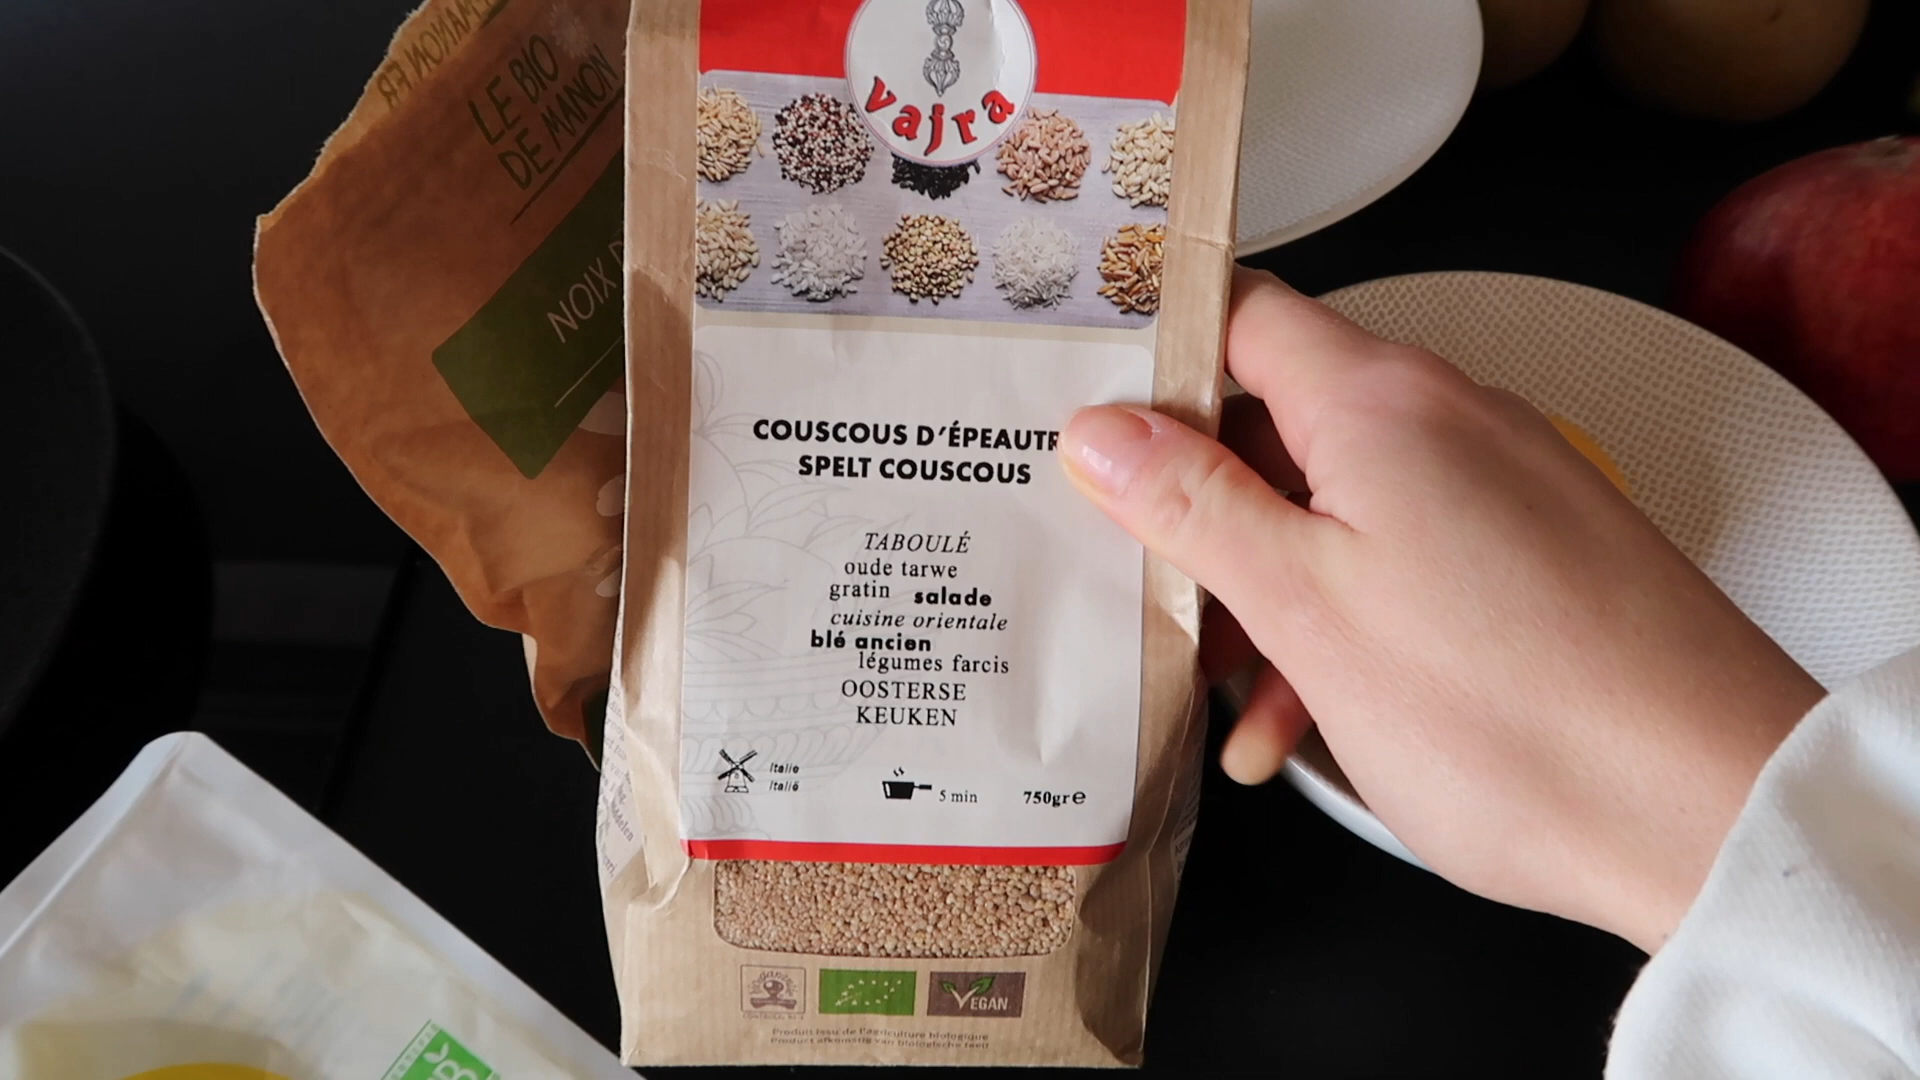 LE BIO
DE MANON
NOIX
vajra
COUSCOUS D'ÉPEAUTR
SPELT COUSCOUS
TABOULÉ
oude tarwe
gratin salade
cuisine orientale
blé ancien
légumes farcis
OOSTERSE
KEUKEN
Italie
Italië
5 min
750gr e
VEGAN
Produit issu de l'agriculture biologique
Product afkomstig van biologische teelt